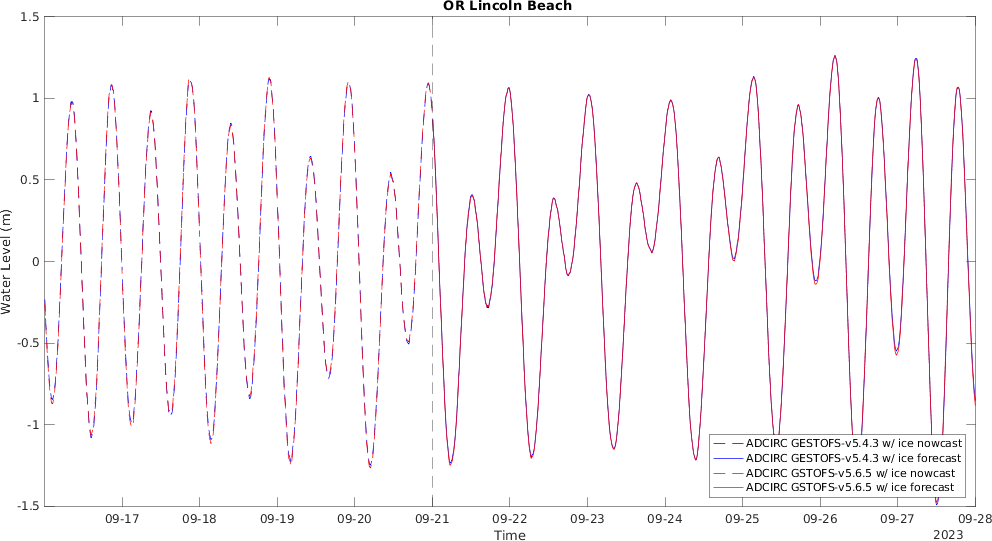 OR Lincoln Beach
1.5
1
0.5
0
-0.5
-1
-1.5
Water Level (m)
ADCIRC GESTOFS-v5.4.3 w/ ice nowcast
ADCIRC GESTOFS-v5.4.3 w/ ice forecast
ADCIRC GSTOFS-v5.6.5 w/ ice nowcast
ADCIRC GSTOFS-v5.6.5 w/ ice forecast
09-17 09-18 09-19 09-20 09-21 09-22 09-23 09-24 09-25 09-26 09-27 09-28
Time
2023